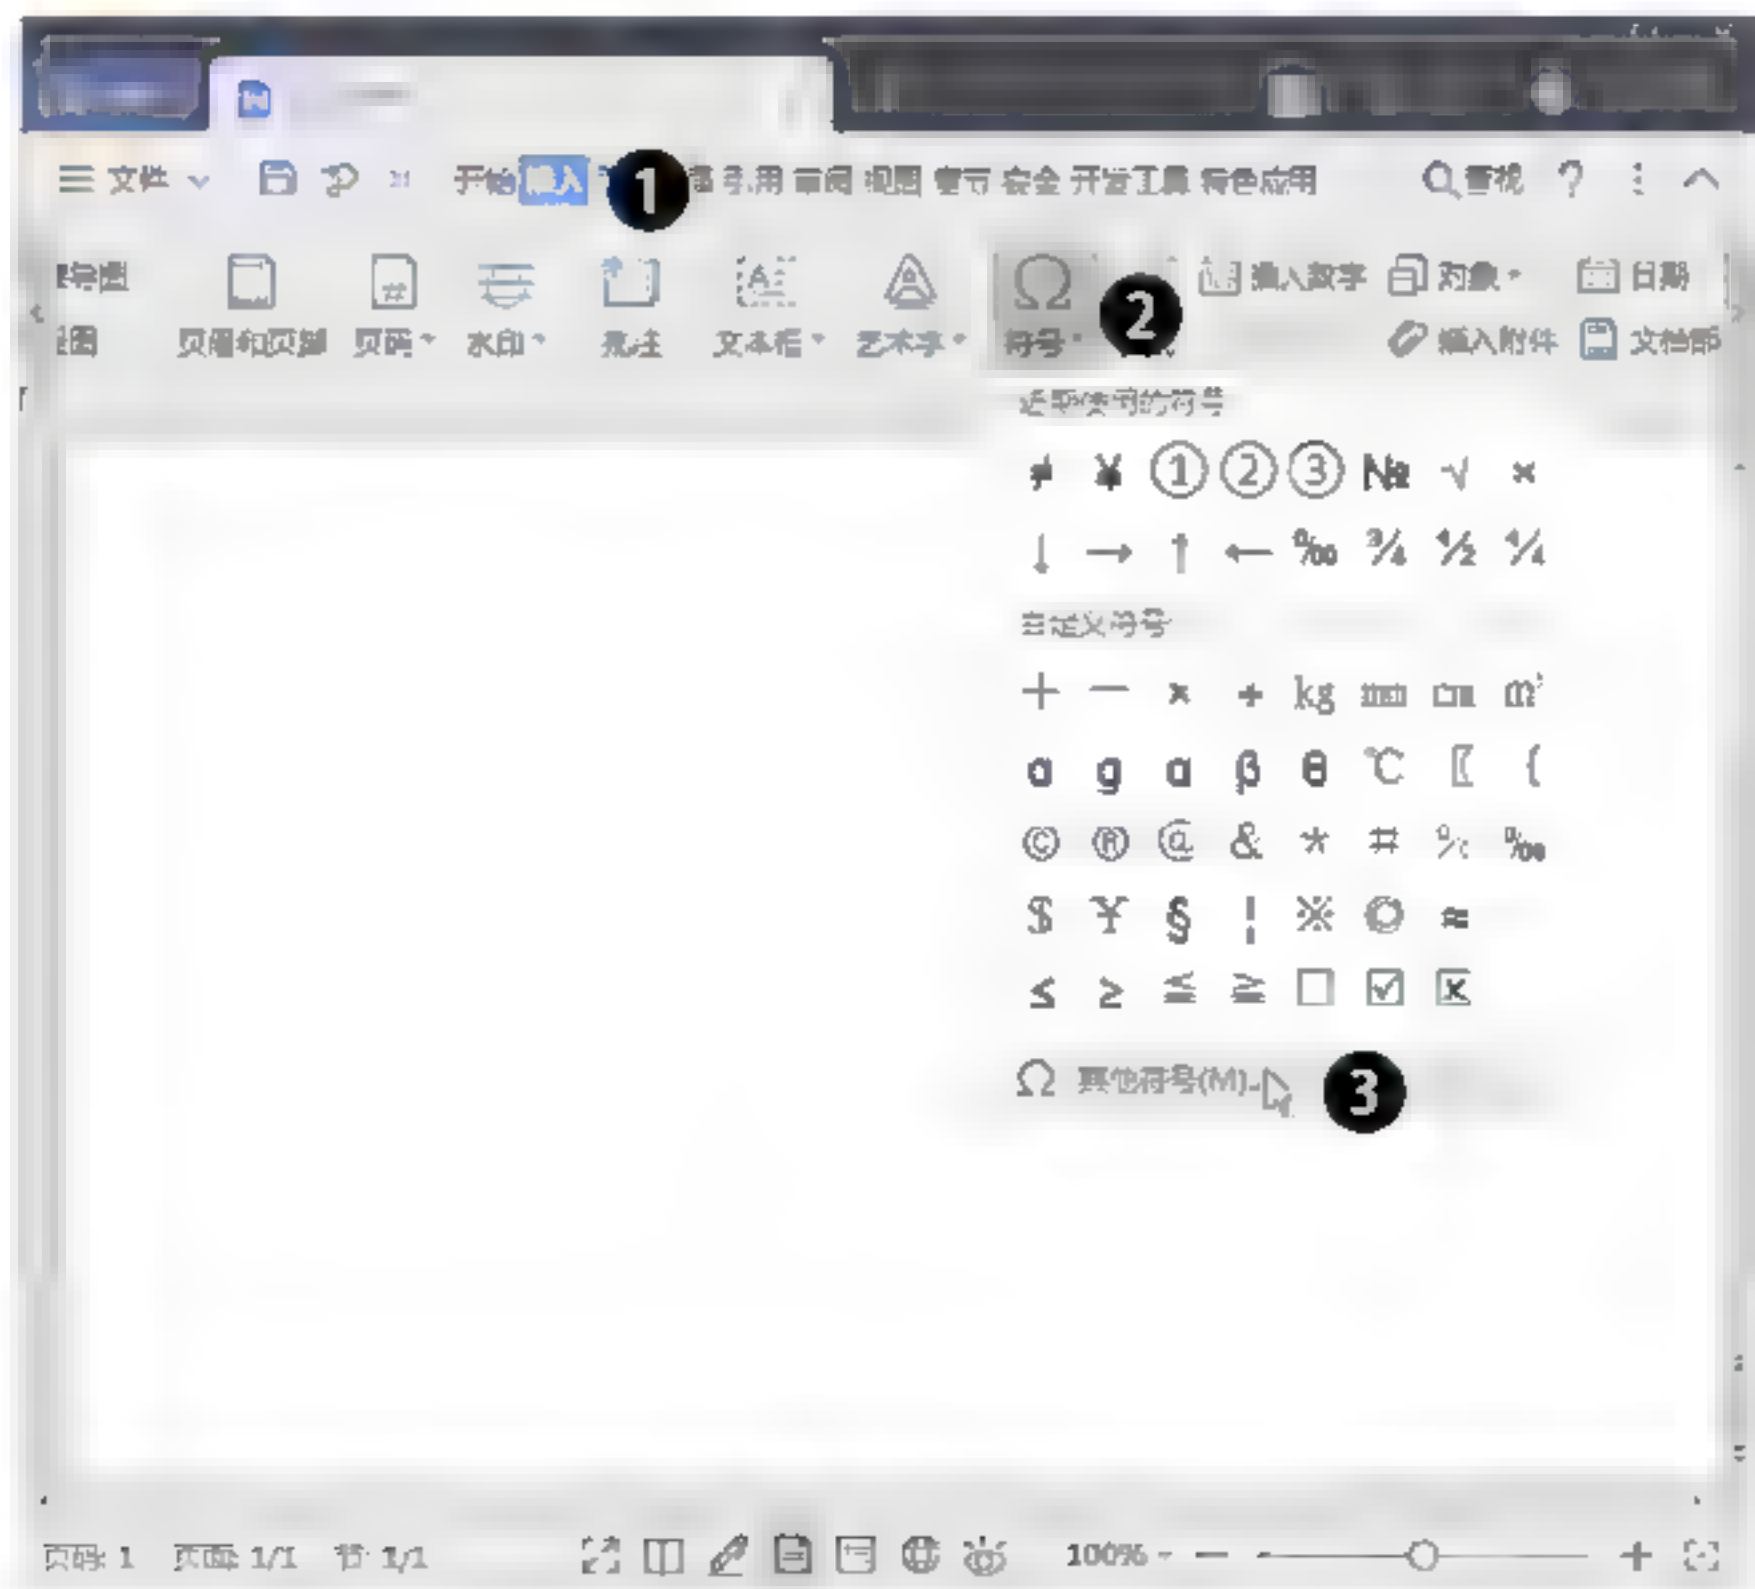 文件 开始 插入 引用 审阅 视图 章节 安全 开发工具 特色应用 查找 ?
1
插入数字 对象 日期
页眉和页脚 页码 水印 批注 文本框 艺术字 符号 插入附件 文档部
2
近期使用的符号
≠ ¥ ① ② ③ № √ ×
↓ → ↑ ← ‰ ¾ ½ ¼
自定义符号
＋ － × ÷ kg mm cm m²
ɑ g α β θ ℃ 〖 {
© ® @ & * # % ‰
$ ￥ § ¦ ※ ◎ ≈
≤ ≥ ≦ ≧ □ ☑ ☒
Ω 其他符号(M)...
3
页码: 1 页面: 1/1 节: 1/1 100%